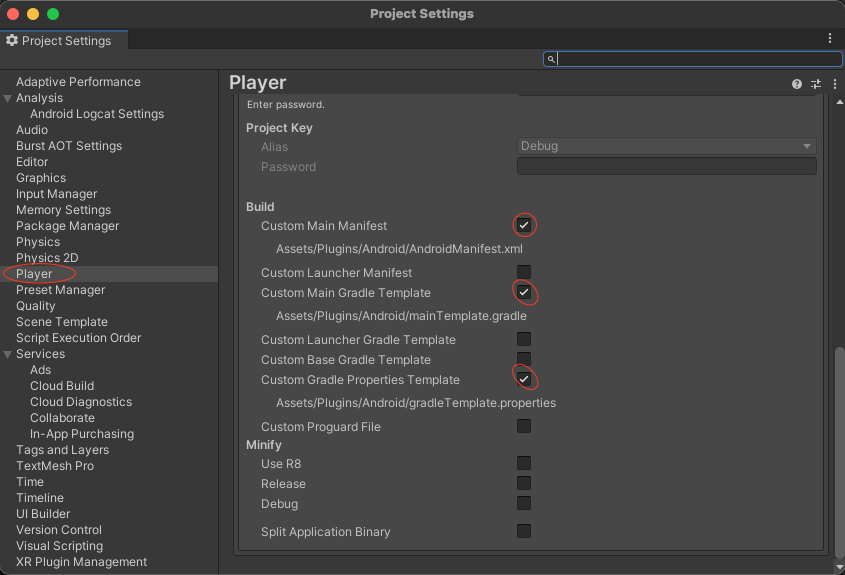 Project Settings
Project Settings
Adaptive Performance
Analysis
Android Logcat Settings
Audio
Burst AOT Settings
Editor
Graphics
Input Manager
Memory Settings
Package Manager
Physics
Physics 2D
Player
Preset Manager
Quality
Scene Template
Script Execution Order
Services
Ads
Cloud Build
Cloud Diagnostics
Collaborate
In-App Purchasing
Tags and Layers
TextMesh Pro
Time
Timeline
UI Builder
Version Control
Visual Scripting
XR Plugin Management
Player
Enter password.
Project Key
Alias Debug
Password
Build
Custom Main Manifest
Assets/Plugins/Android/AndroidManifest.xml
Custom Launcher Manifest
Custom Main Gradle Template
Assets/Plugins/Android/mainTemplate.gradle
Custom Launcher Gradle Template
Custom Base Gradle Template
Custom Gradle Properties Template
Assets/Plugins/Android/gradleTemplate.properties
Custom Proguard File
Minify
Use R8
Release
Debug
Split Application Binary